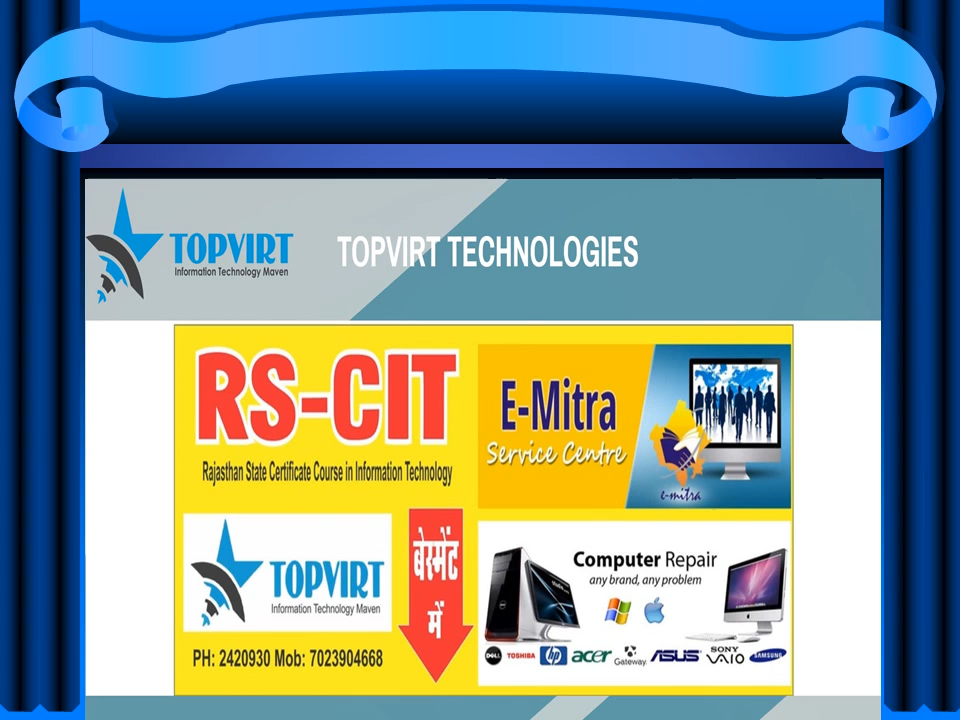 TOPVIRT
Information Technology Maven
TOPVIRT TECHNOLOGIES
RS-CIT
Rajasthan State Certificate Course in Information Technology
E-Mitra
Service Centre
e-mitra
TOPVIRT
Information Technology Maven
PH: 2420930 Mob: 7023904668
बेस्मेंट
में
Computer Repair
any brand, any problem
DELL TOSHIBA hp acer Gateway. ASUS SONY VAIO SAMSUNG